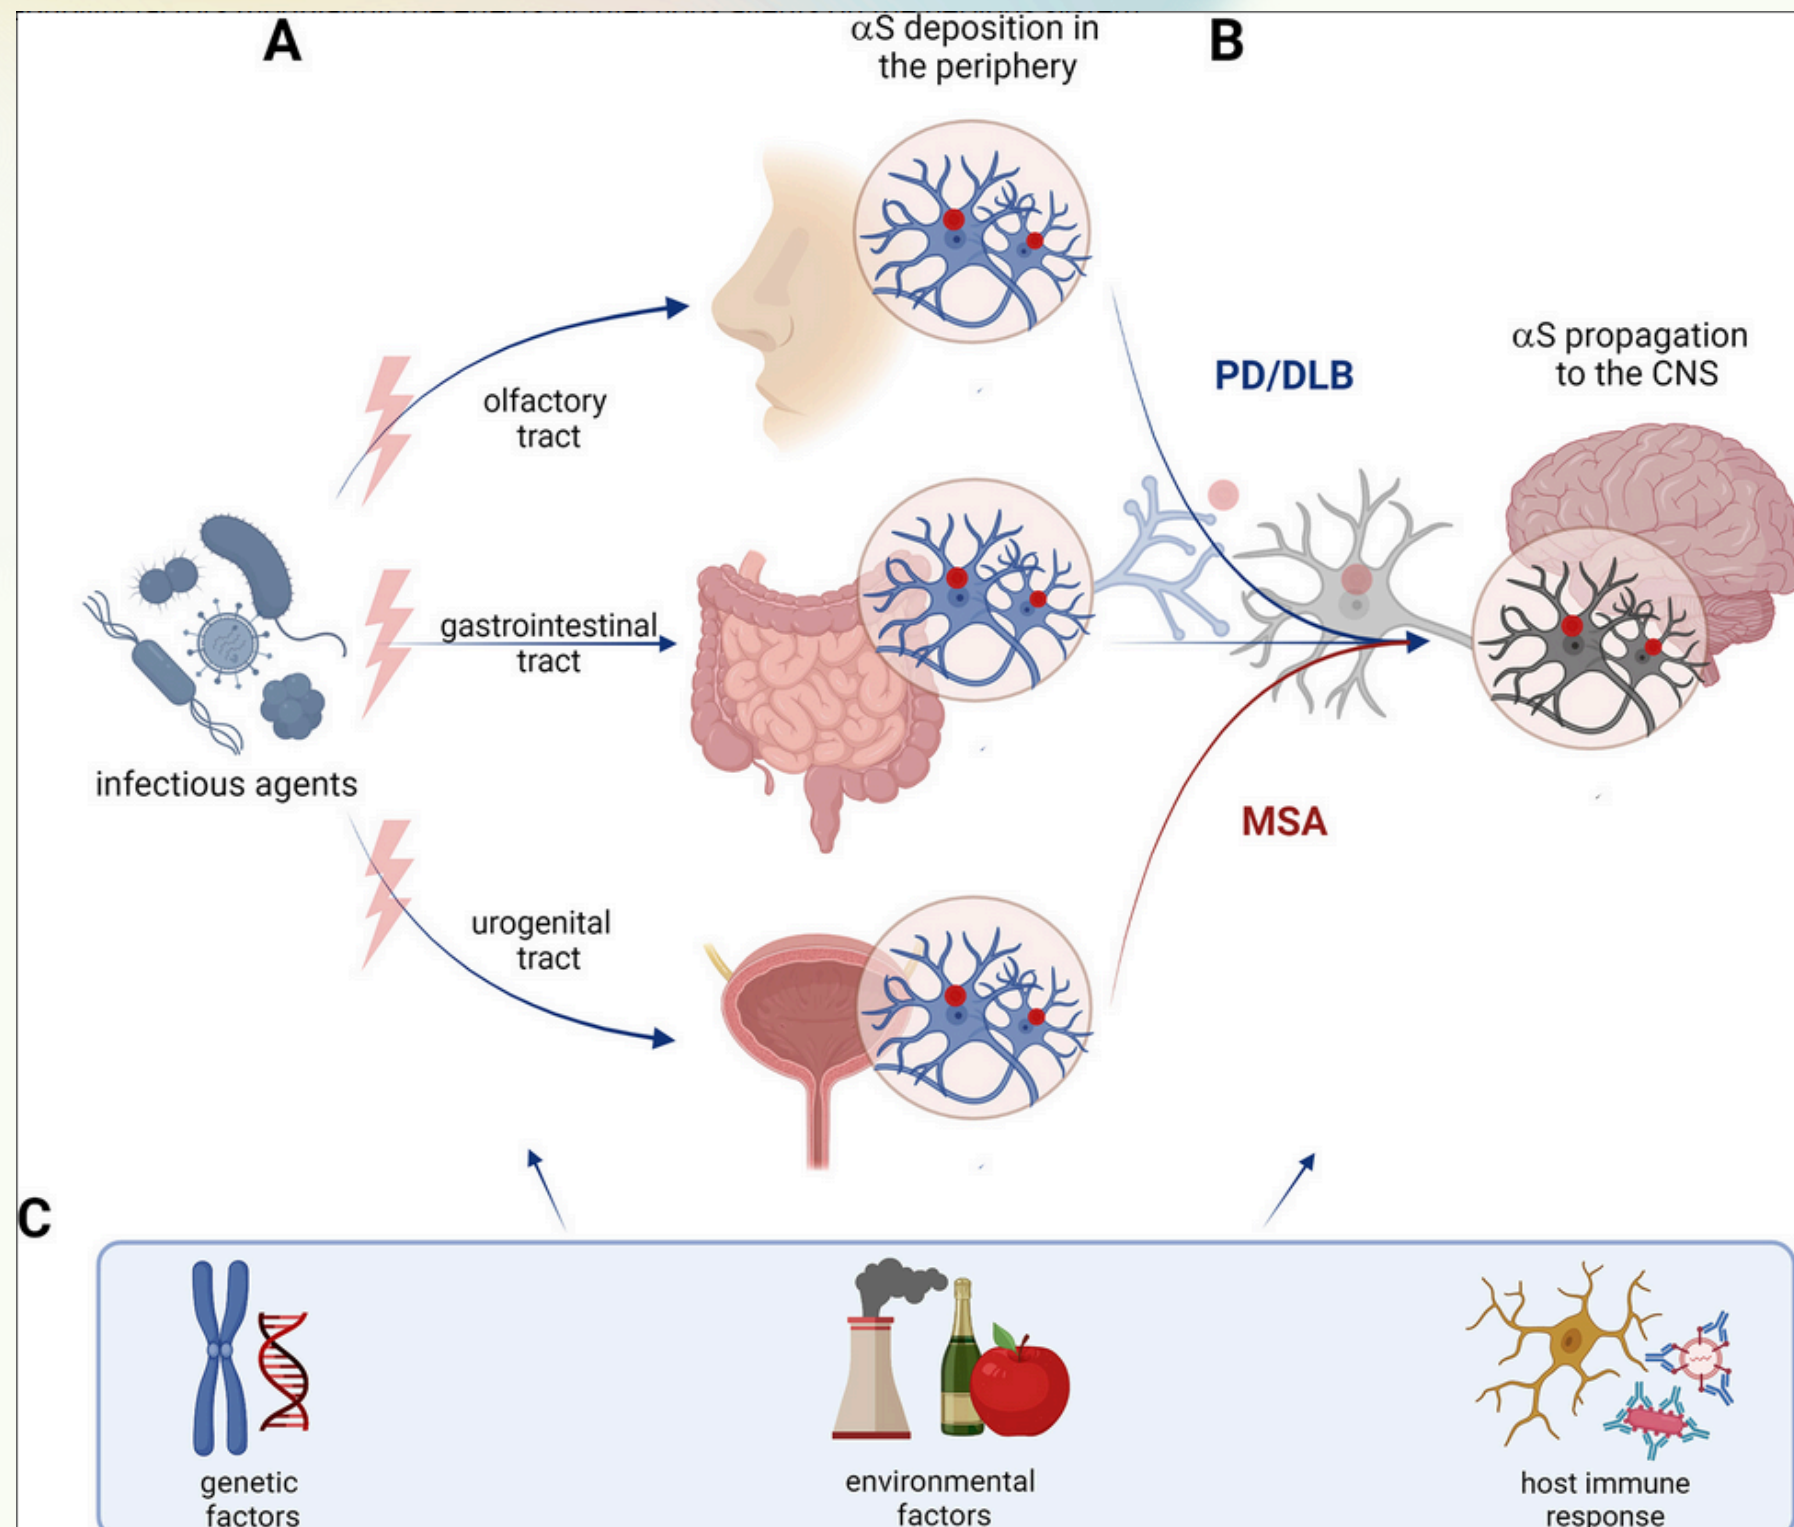 A
αS deposition in
the periphery
B
olfactory
tract
PD/DLB
αS propagation
to the CNS
gastrointestinal
tract
infectious agents
MSA
urogenital
tract
C
genetic
factors
environmental
factors
host immune
response